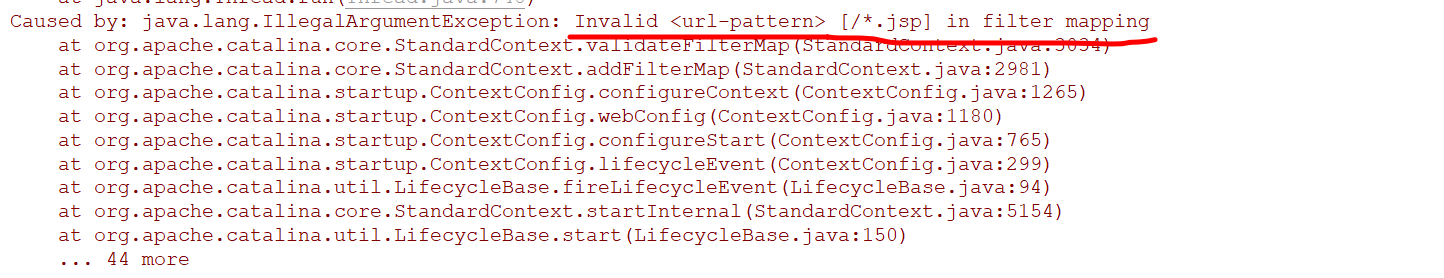 at java.lang.Thread.run(Thread.java:748)
Caused by: java.lang.IllegalArgumentException: Invalid <url-pattern> [/*.jsp] in filter mapping
at org.apache.catalina.core.StandardContext.validateFilterMap(StandardContext.java:3034)
at org.apache.catalina.core.StandardContext.addFilterMap(StandardContext.java:2981)
at org.apache.catalina.startup.ContextConfig.configureContext(ContextConfig.java:1265)
at org.apache.catalina.startup.ContextConfig.webConfig(ContextConfig.java:1180)
at org.apache.catalina.startup.ContextConfig.configureStart(ContextConfig.java:765)
at org.apache.catalina.startup.ContextConfig.lifecycleEvent(ContextConfig.java:299)
at org.apache.catalina.util.LifecycleBase.fireLifecycleEvent(LifecycleBase.java:94)
at org.apache.catalina.core.StandardContext.startInternal(StandardContext.java:5154)
at org.apache.catalina.util.LifecycleBase.start(LifecycleBase.java:150)
... 44 more